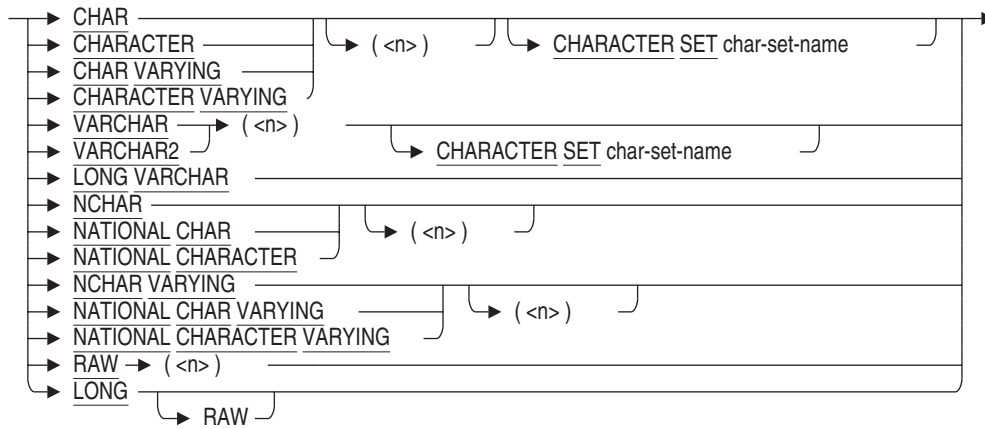 CHAR ( <n> ) CHARACTER SET char-set-name
CHARACTER
CHAR VARYING
CHARACTER VARYING
VARCHAR ( <n> )
VARCHAR2 CHARACTER SET char-set-name
LONG VARCHAR
NCHAR
NATIONAL CHAR ( <n> )
NATIONAL CHARACTER
NCHAR VARYING
NATIONAL CHAR VARYING ( <n> )
NATIONAL CHARACTER VARYING
RAW ( <n> )
LONG
RAW